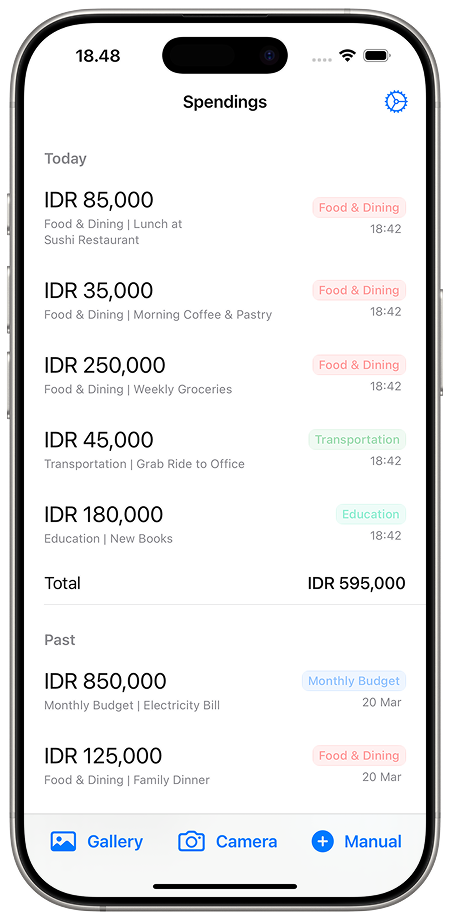 18.48
Spendings
Today
IDR 85,000
Food & Dining
Food & Dining | Lunch at
Sushi Restaurant
18:42
IDR 35,000
Food & Dining
Food & Dining | Morning Coffee & Pastry
18:42
IDR 250,000
Food & Dining
Food & Dining | Weekly Groceries
18:42
IDR 45,000
Transportation
Transportation | Grab Ride to Office
18:42
IDR 180,000
Education
Education | New Books
18:42
Total IDR 595,000
Past
IDR 850,000
Monthly Budget
Monthly Budget | Electricity Bill
20 Mar
IDR 125,000
Food & Dining
Food & Dining | Family Dinner
20 Mar
Gallery Camera Manual